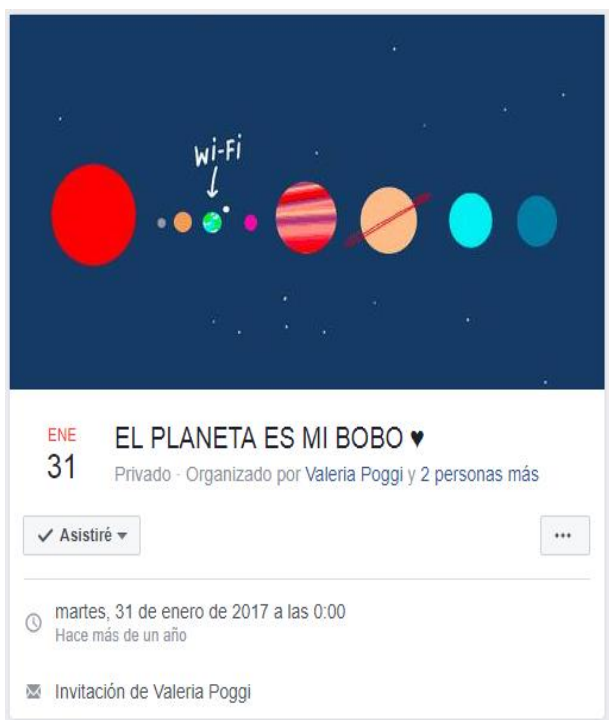 Wi-Fi
ENE
31
EL PLANETA ES MI BOBO ♥
Privado · Organizado por Valeria Poggi y 2 personas más
✓ Asistiré ▾
...
martes, 31 de enero de 2017 a las 0:00
Hace más de un año
Invitación de Valeria Poggi